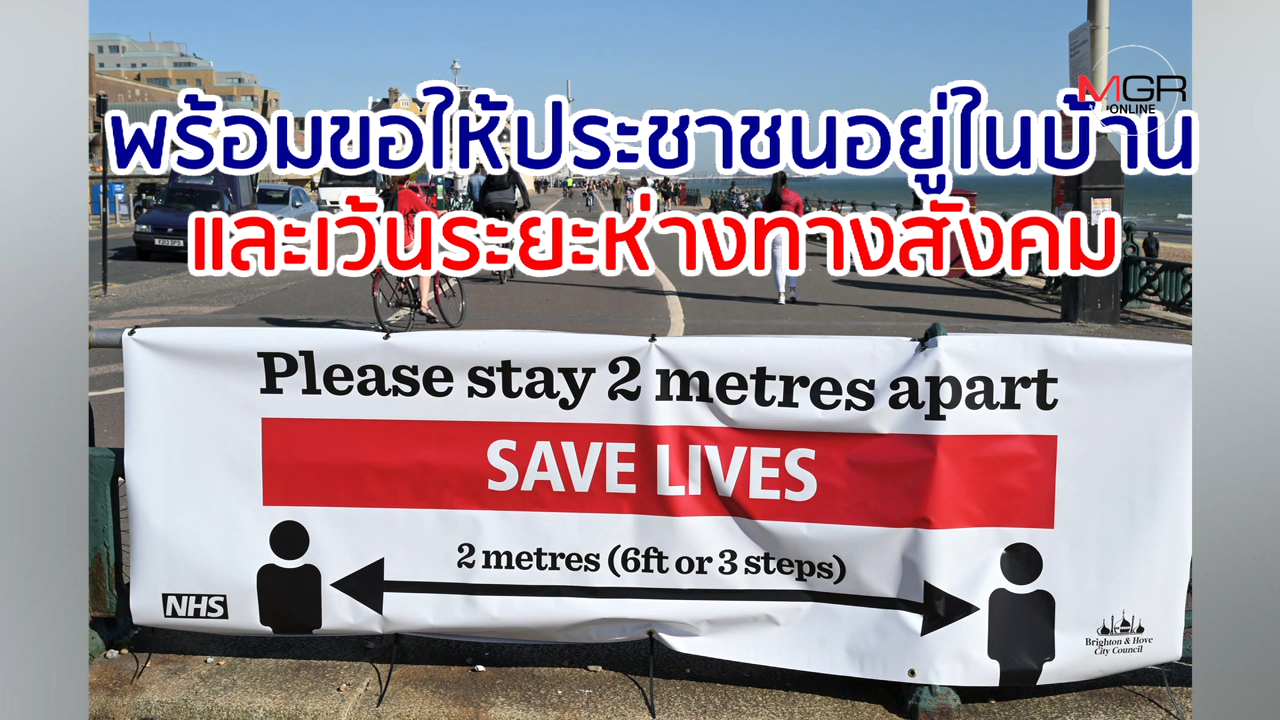 MGR
ONLINE
พร้อมขอให้ประชาชนอยู่ในบ้าน
และเว้นระยะห่างทางสังคม
Please stay 2 metres apart
SAVE LIVES
2 metres (6ft or 3 steps)
NHS
Brighton & Hove
City Council